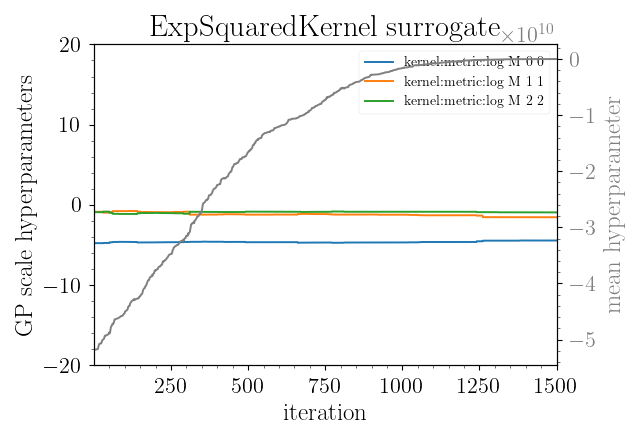 ExpSquaredKernel surrogate
×10¹⁰
GP scale hyperparameters
20
10
0
−10
−20
kernel:metric:log M 0 0
kernel:metric:log M 1 1
kernel:metric:log M 2 2
0
−1
−2
−3
−4
−5
mean hyperparameter
250 500 750 1000 1250 1500
iteration